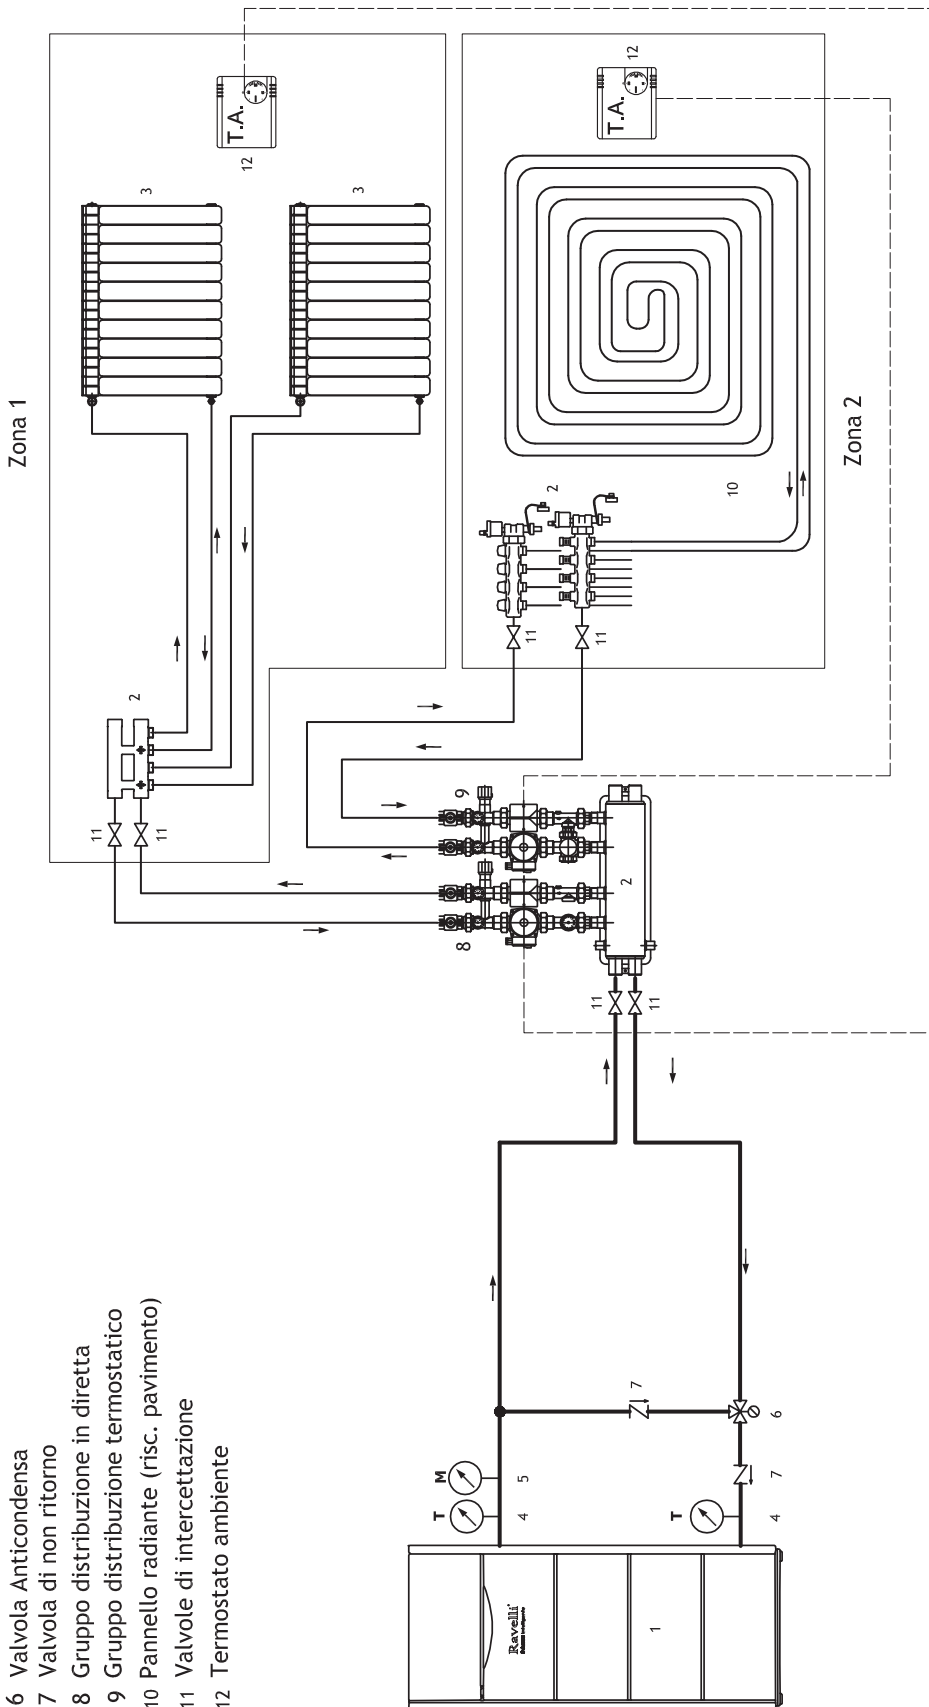 6 Valvola Anticondensa
7 Valvola di non ritorno
8 Gruppo distribuzione in diretta
9 Gruppo distribuzione termostatico
10 Pannello radiante (risc. pavimento)
11 Valvole di intercettazione
12 Termostato ambiente
Zona 1
T.A.
12
3
3
2
11
11
T.A.
12
2
10
11
11
Zona 2
9
8
2
11
11
7
6
7
M
5
T
4
T
4
Ravelli
1